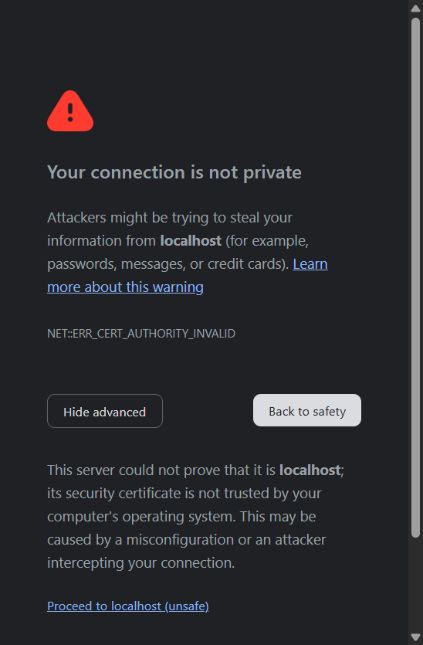 Your connection is not private
Attackers might be trying to steal your
information from localhost (for example,
passwords, messages, or credit cards). Learn
more about this warning
NET::ERR_CERT_AUTHORITY_INVALID
Hide advanced
Back to safety
This server could not prove that it is localhost;
its security certificate is not trusted by your
computer's operating system. This may be
caused by a misconfiguration or an attacker
intercepting your connection.
Proceed to localhost (unsafe)